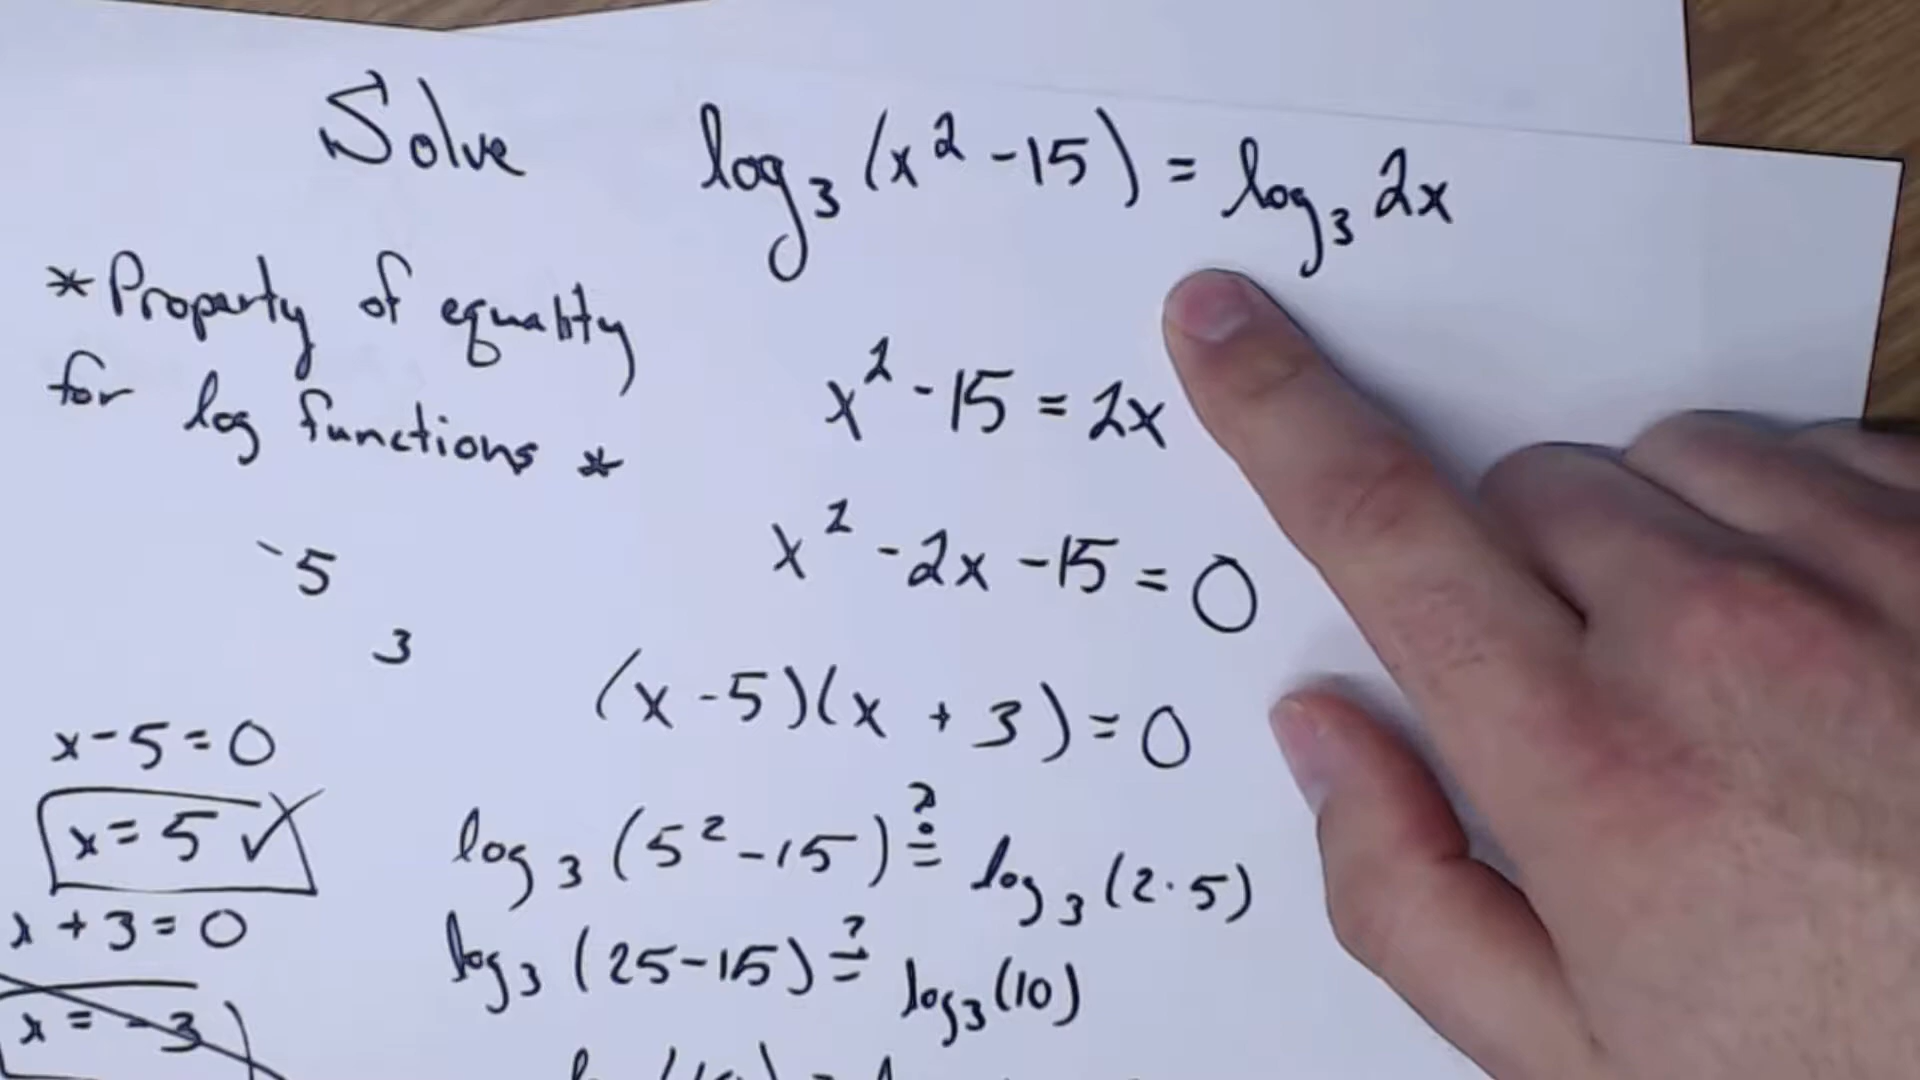 Solve log₃(x² -15) = log₃ 2x
*Property of equality
for log functions *
x² -15 = 2x
x² -2x -15 = 0
-5
3
(x -5)(x + 3) = 0
x-5=0
x = 5 ✓
x + 3 = 0
x = -3
log₃(5²-15) ≟ log₃(2·5)
log₃(25-15) ≟ log₃(10)